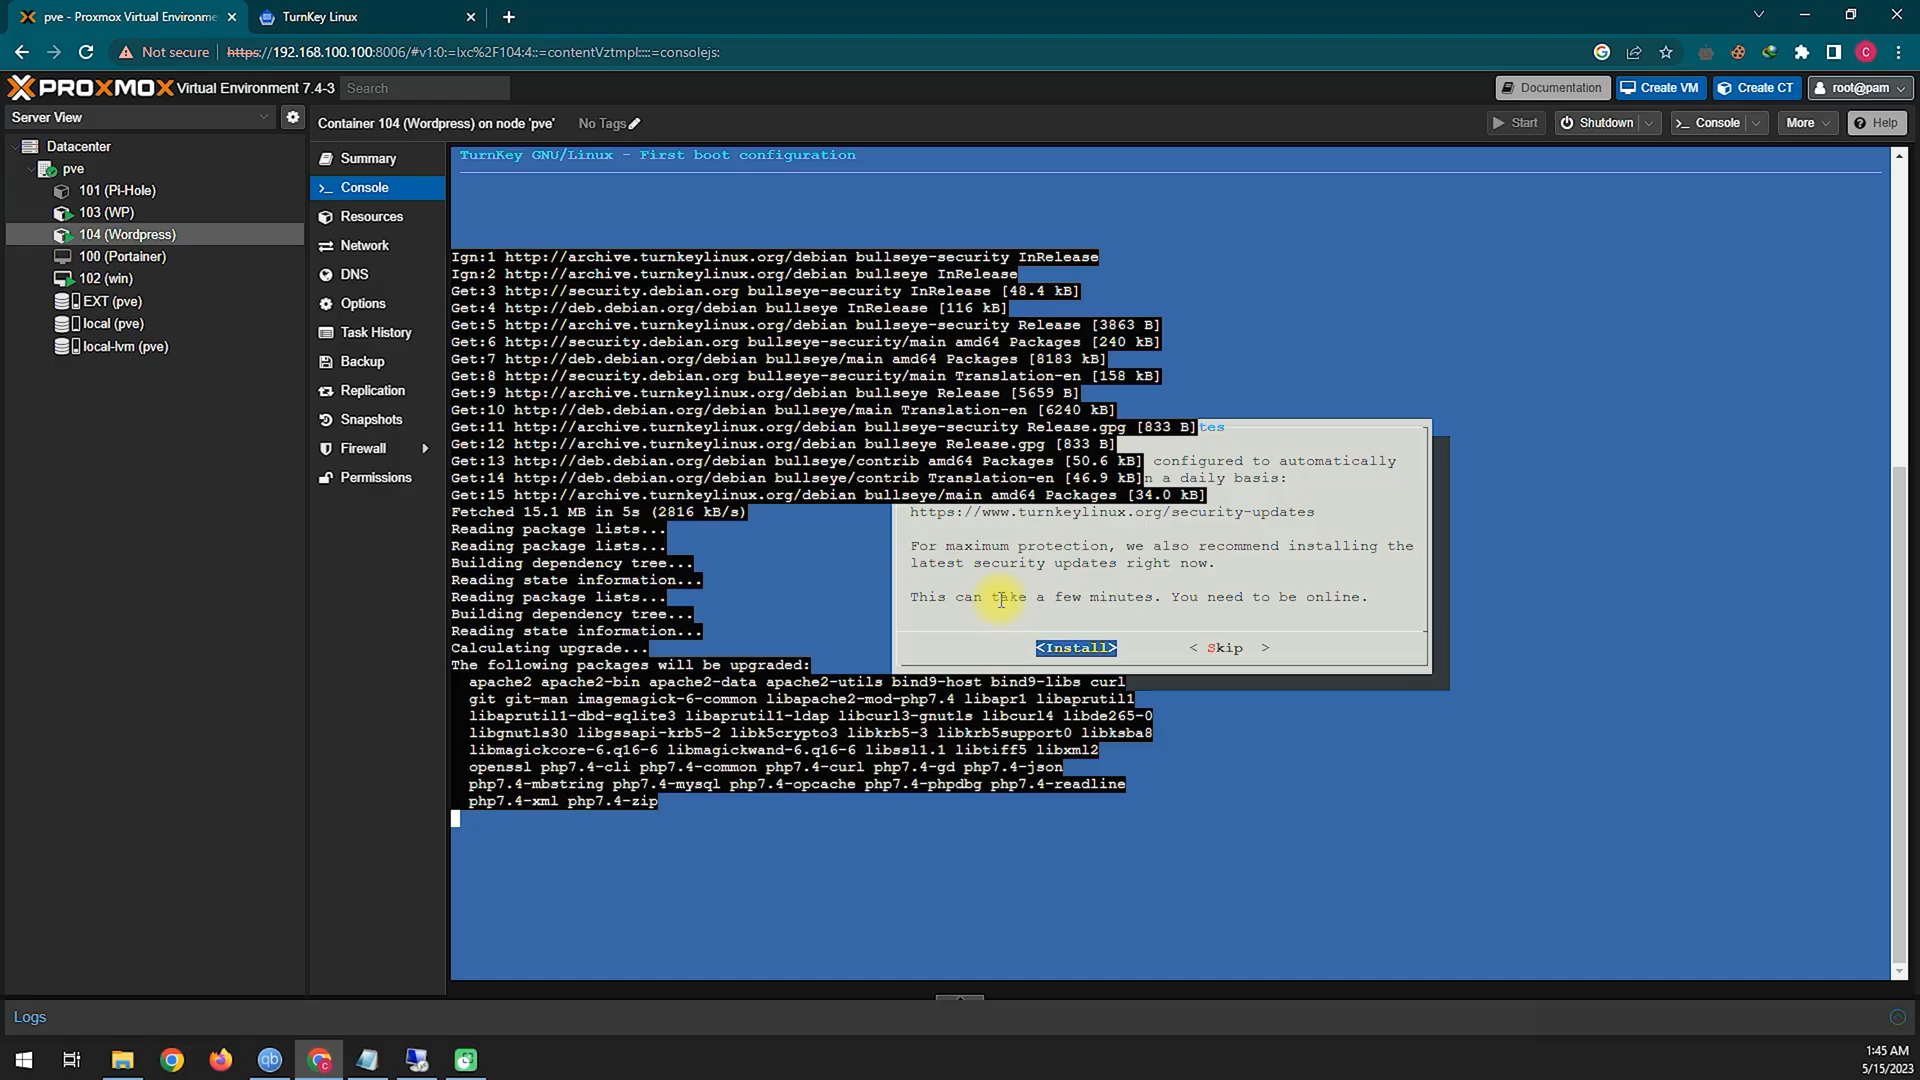 pve - Proxmox Virtual Environme
TurnKey Linux
Not secure
https://192.168.100.100:8006/#v1:0:=lxc%2F104:4::=contentVztmpl::::=consolejs:
PROXMOX Virtual Environment 7.4-3
Search
Documentation
Create VM
Create CT
root@pam
Server View
Container 104 (Wordpress) on node 'pve'
No Tags
Start
Shutdown
Console
More
Help
Datacenter
pve
101 (Pi-Hole)
103 (WP)
104 (Wordpress)
100 (Portainer)
102 (win)
EXT (pve)
local (pve)
local-lvm (pve)
Summary
Console
Resources
Network
DNS
Options
Task History
Backup
Replication
Snapshots
Firewall
Permissions
TurnKey GNU/Linux - First boot configuration
Ign:1 http://archive.turnkeylinux.org/debian bullseye-security InRelease
Ign:2 http://archive.turnkeylinux.org/debian bullseye InRelease
Get:3 http://security.debian.org bullseye-security InRelease [48.4 kB]
Get:4 http://deb.debian.org/debian bullseye InRelease [116 kB]
Get:5 http://archive.turnkeylinux.org/debian bullseye-security Release [3863 B]
Get:6 http://security.debian.org bullseye-security/main amd64 Packages [240 kB]
Get:7 http://deb.debian.org/debian bullseye/main amd64 Packages [8183 kB]
Get:8 http://security.debian.org bullseye-security/main Translation-en [158 kB]
Get:9 http://archive.turnkeylinux.org/debian bullseye Release [5659 B]
Get:10 http://deb.debian.org/debian bullseye/main Translation-en [6240 kB]
Get:11 http://archive.turnkeylinux.org/debian bullseye-security Release.gpg [833 B]tes
Get:12 http://archive.turnkeylinux.org/debian bullseye Release.gpg [833 B]
Get:13 http://deb.debian.org/debian bullseye/contrib amd64 Packages [50.6 kB] configured to automatically
Get:14 http://deb.debian.org/debian bullseye/contrib Translation-en [46.9 kB]n a daily basis:
Get:15 http://archive.turnkeylinux.org/debian bullseye/main amd64 Packages [34.0 kB]
Fetched 15.1 MB in 5s (2816 kB/s)
https://www.turnkeylinux.org/security-updates
Reading package lists...
Reading package lists...
For maximum protection, we also recommend installing the
Building dependency tree...
latest security updates right now.
Reading state information...
Reading package lists...
This can take a few minutes. You need to be online.
Building dependency tree...
Reading state information...
Calculating upgrade...
<Install>
< Skip >
The following packages will be upgraded:
apache2 apache2-bin apache2-data apache2-utils bind9-host bind9-libs curl
git git-man imagemagick-6-common libapache2-mod-php7.4 libapr1 libaprutil1
libaprutil1-dbd-sqlite3 libaprutil1-ldap libcurl3-gnutls libcurl4 libde265-0
libgnutls30 libgssapi-krb5-2 libk5crypto3 libkrb5-3 libkrb5support0 libksba8
libmagickcore-6.q16-6 libmagickwand-6.q16-6 libssl1.1 libtiff5 libxml2
openssl php7.4-cli php7.4-common php7.4-curl php7.4-gd php7.4-json
php7.4-mbstring php7.4-mysql php7.4-opcache php7.4-phpdbg php7.4-readline
php7.4-xml php7.4-zip
Logs
1:45 AM
5/15/2023